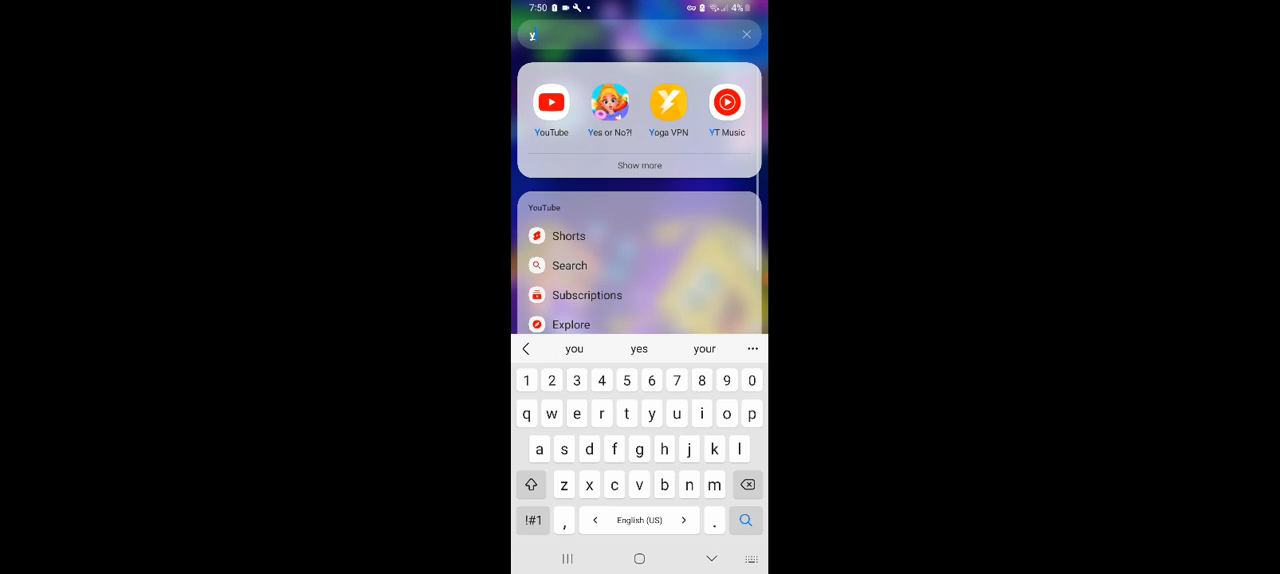 7:50 4%
y
YouTube Yes or No?! Yoga VPN YT Music
Show more
YouTube
Shorts
Search
Subscriptions
Explore
you yes your
1 2 3 4 5 6 7 8 9 0
q w e r t y u i o p
a s d f g h j k l
z x c v b n m
!#1 , English (US) .